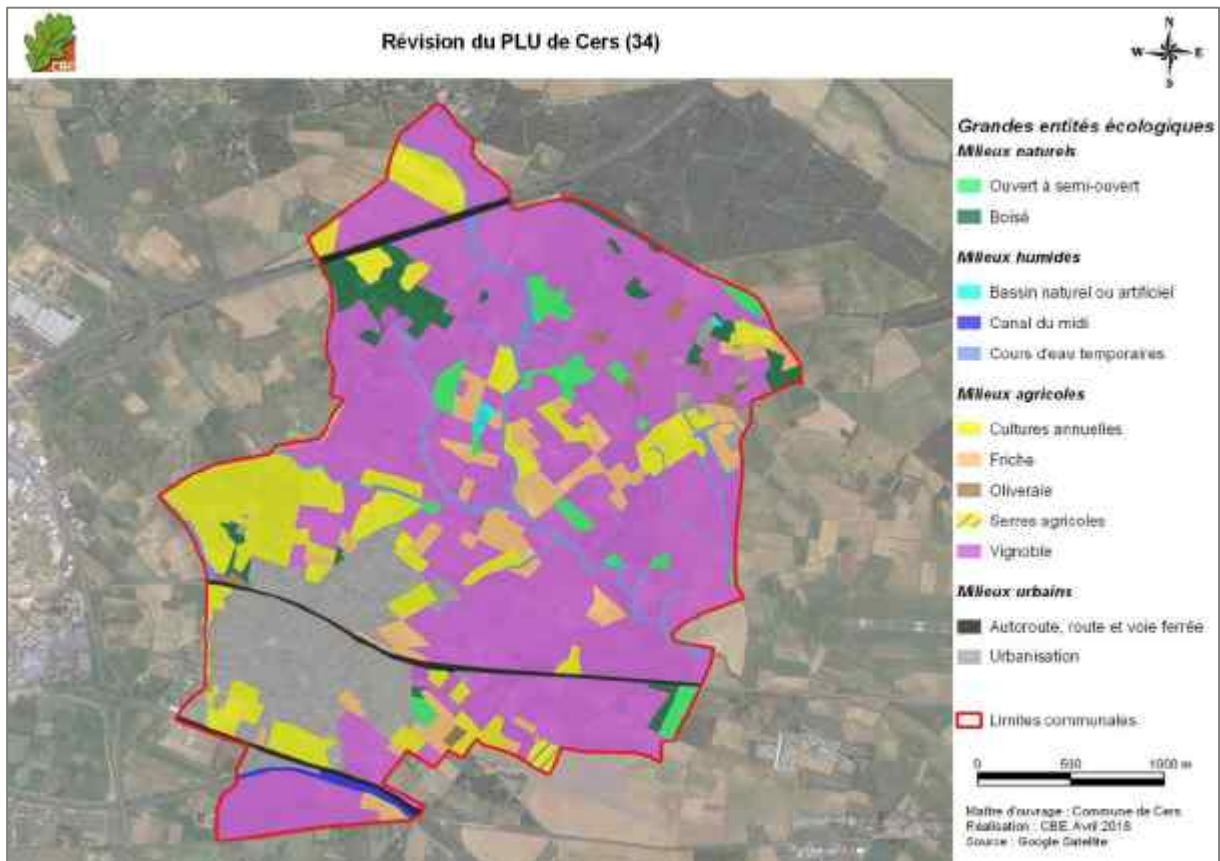 CBE
Révision du PLU de Cers (34)
N
W E
S
Grandes entités écologiques
Milieux naturels
Ouvert à semi-ouvert
Boisé
Milieux humides
Bassin naturel ou artificiel
Canal du midi
Cours d'eau temporaires
Milieux agricoles
Cultures annuelles
Friche
Oliveraie
Serres agricoles
Vignoble
Milieux urbains
Autoroute, route et voie ferrée
Urbanisation
Limites communales
0 500 1000 m
Maître d'ouvrage : Commune de Cers
Réalisation : CBE, Avril 2018
Source : Google Satellite